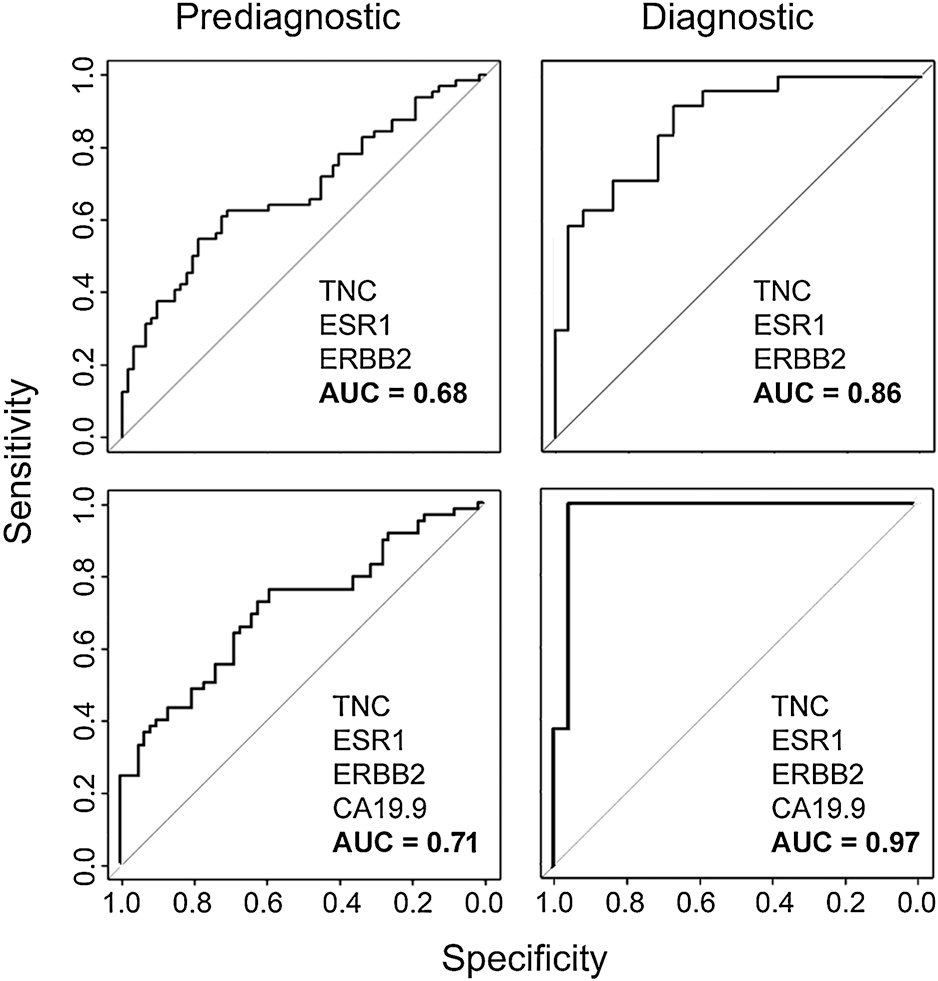 Prediagnostic
Diagnostic
Sensitivity
1.0
0.8
0.6
0.4
0.2
0.0
TNC
ESR1
ERBB2
AUC = 0.68
TNC
ESR1
ERBB2
AUC = 0.86
1.0
0.8
0.6
0.4
0.2
0.0
TNC
ESR1
ERBB2
CA19.9
AUC = 0.71
TNC
ESR1
ERBB2
CA19.9
AUC = 0.97
1.0 0.8 0.6 0.4 0.2 0.0
1.0 0.8 0.6 0.4 0.2 0.0
Specificity